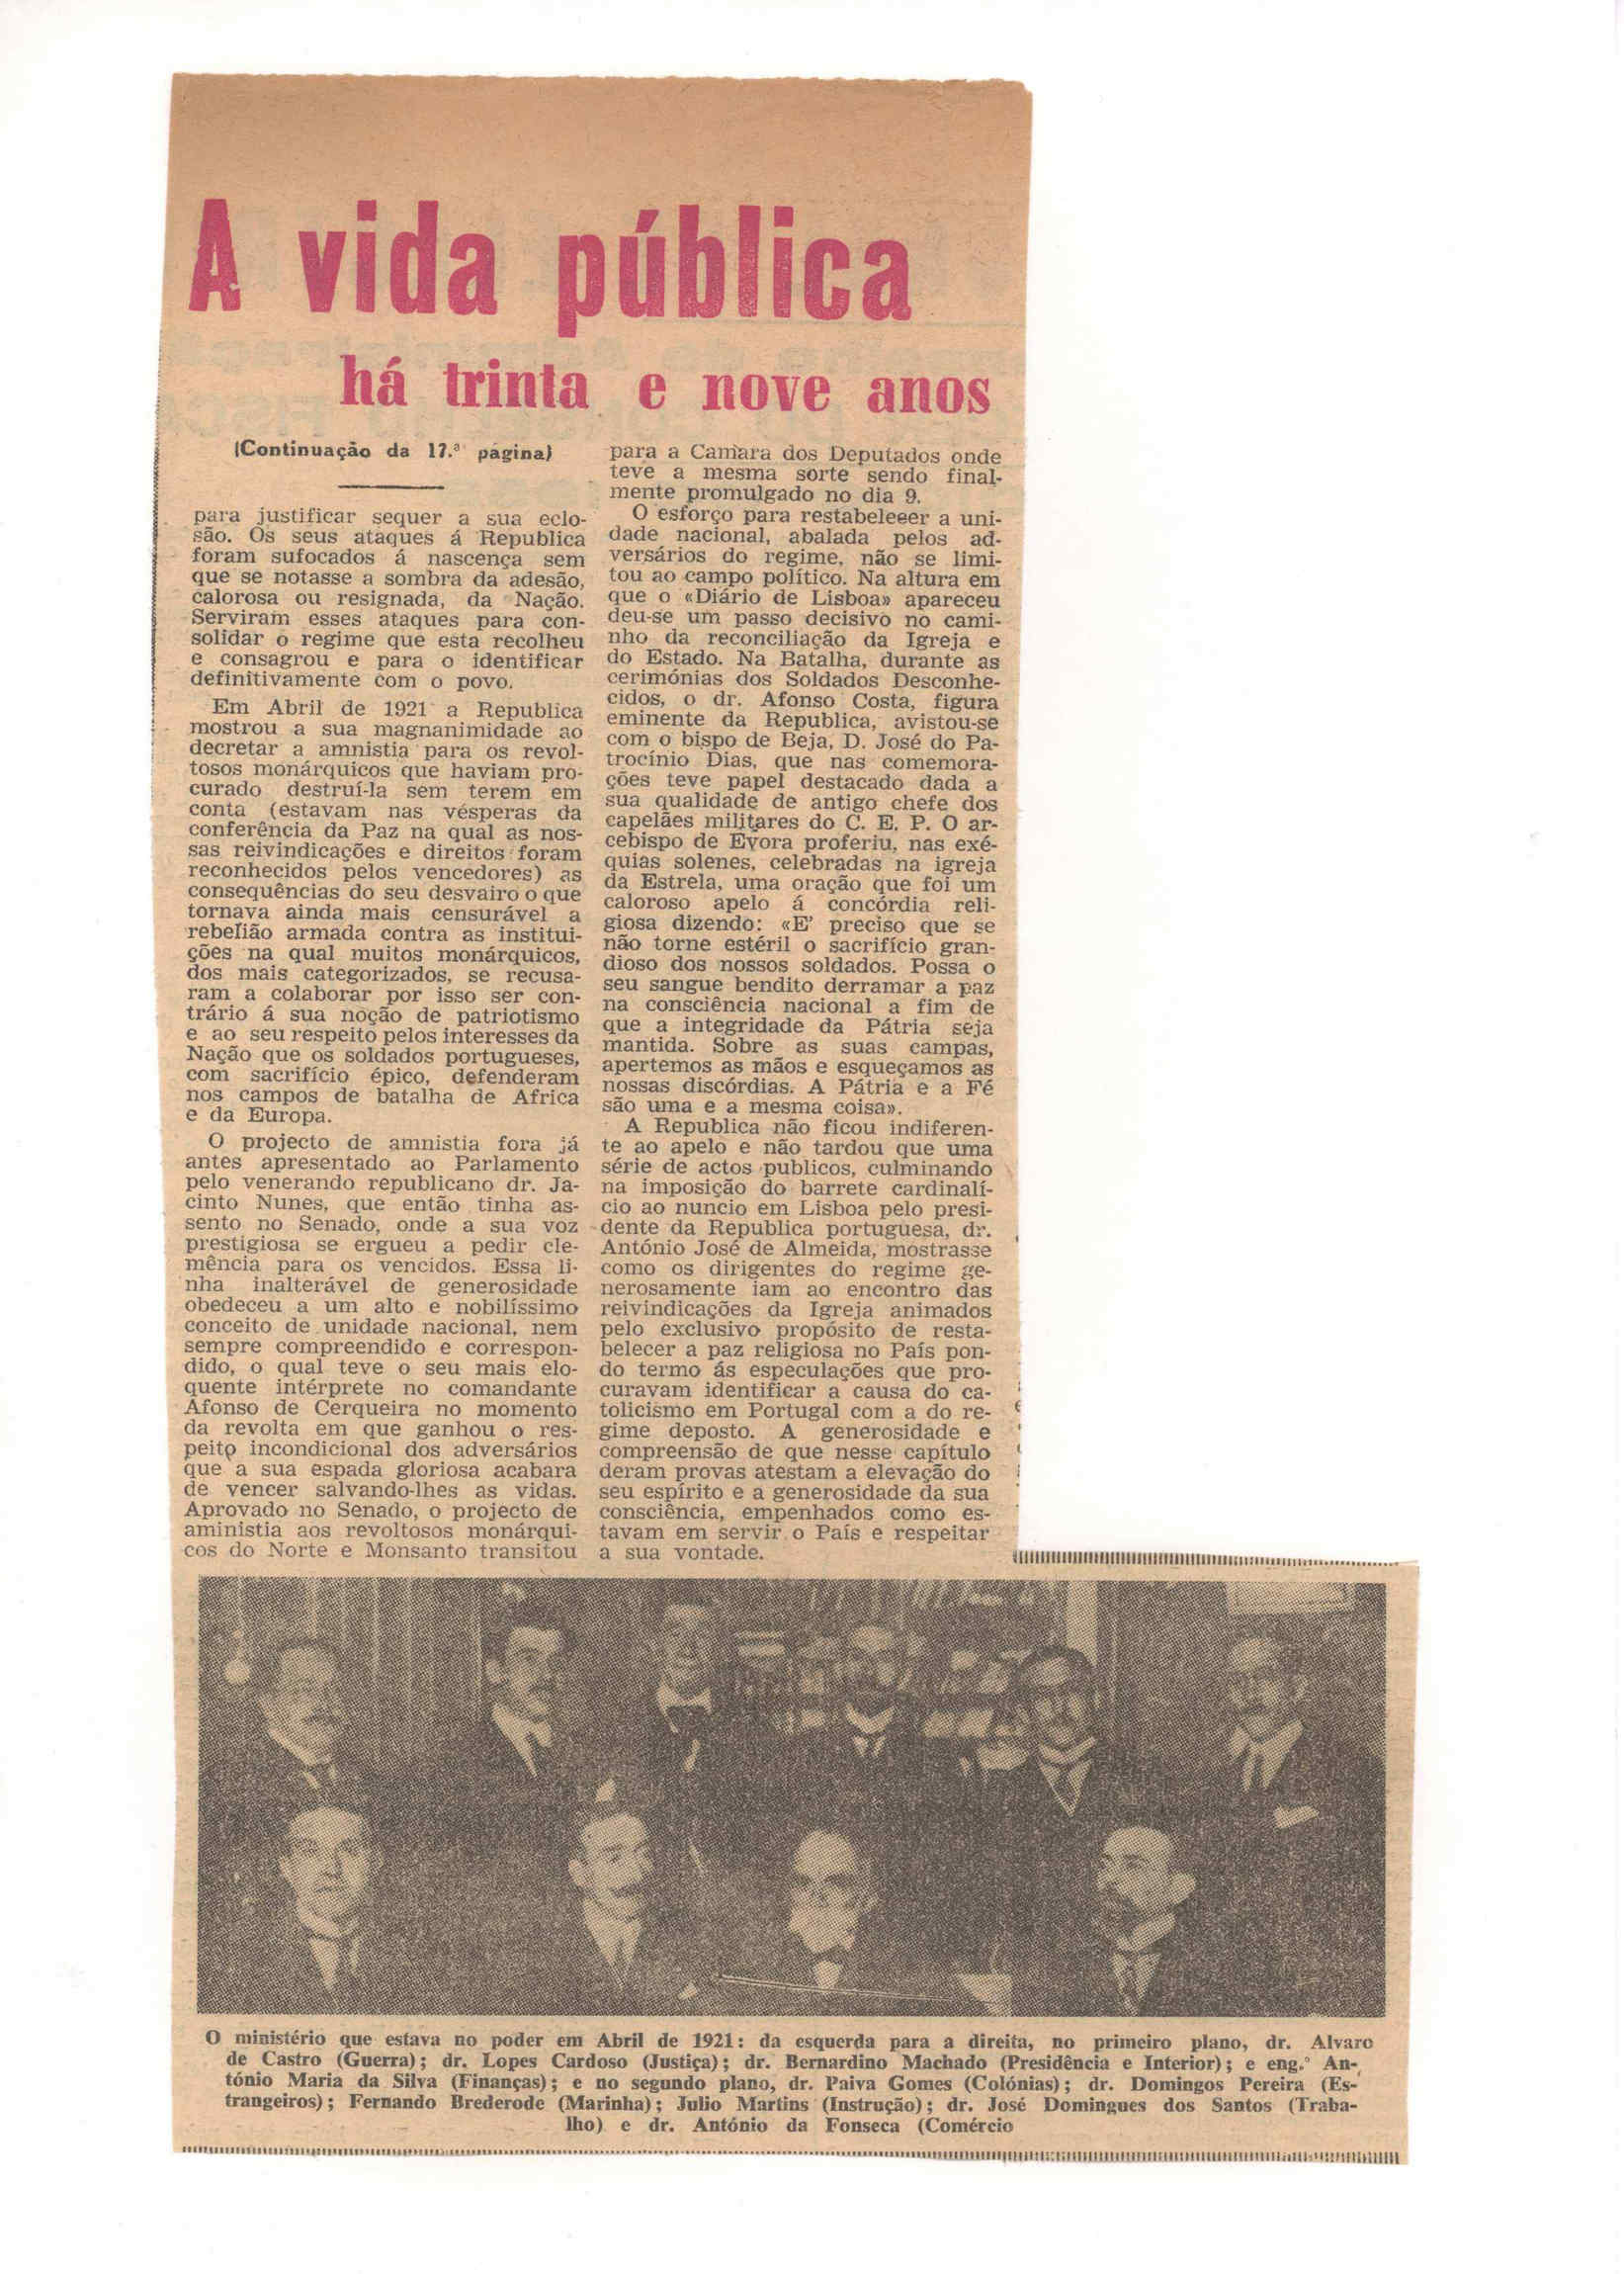 A vida pública
há trinta e nove anos
(Continuação da 17.ª página)
para justificar sequer a sua eclo-
são. Os seus ataques á Republica
foram sufocados á nascença sem
que se notasse a sombra da adesão,
calorosa ou resignada, da Nação.
Serviram esses ataques para con-
solidar o regime que esta recolheu
e consagrou e para o identificar
definitivamente com o povo.
Em Abril de 1921 a Republica
mostrou a sua magnanimidade ao
decretar a amnistia para os revol-
tosos monárquicos que haviam pro-
curado destruí-la sem terem em
conta (estavam nas vésperas da
conferência da Paz na qual as nos-
sas reivindicações e direitos foram
reconhecidos pelos vencedores) as
consequências do seu desvairo o que
tornava ainda mais censurável a
rebelião armada contra as institui-
ções na qual muitos monárquicos,
dos mais categorizados, se recusa-
ram a colaborar por isso ser con-
trário á sua noção de patriotismo
e ao seu respeito pelos interesses da
Nação que os soldados portugueses,
com sacrifício épico, defenderam
nos campos de batalha de Africa
e da Europa.
O projecto de amnistia fora já
antes apresentado ao Parlamento
pelo venerando republicano dr. Ja-
cinto Nunes, que então tinha as-
sento no Senado, onde a sua voz
prestigiosa se ergueu a pedir cle-
mência para os vencidos. Essa li-
nha inalterável de generosidade
obedeceu a um alto e nobilíssimo
conceito de unidade nacional, nem
sempre compreendido e correspon-
dido, o qual teve o seu mais elo-
quente intérprete no comandante
Afonso de Cerqueira no momento
da revolta em que ganhou o res-
peito incondicional dos adversários
que a sua espada gloriosa acabara
de vencer salvando-lhes as vidas.
Aprovado no Senado, o projecto de
aministia aos revoltosos monárqui-
cos do Norte e Monsanto transitou
para a Camara dos Deputados onde
teve a mesma sorte sendo final-
mente promulgado no dia 9.
O esforço para restabeleeer a uni-
dade nacional, abalada pelos ad-
versários do regime, não se limi-
tou ao campo político. Na altura em
que o «Diário de Lisboa» apareceu
deu-se um passo decisivo no cami-
nho da reconciliação da Igreja e
do Estado. Na Batalha, durante as
cerimónias dos Soldados Desconhe-
cidos, o dr. Afonso Costa, figura
eminente da Republica, avistou-se
com o bispo de Beja, D. José do Pa-
trocínio Dias, que nas comemora-
ções teve papel destacado dada a
sua qualidade de antigo chefe dos
capelães militares do C. E. P. O ar-
cebispo de Evora proferiu, nas exé-
quias solenes, celebradas na igreja
da Estrela, uma oração que foi um
caloroso apelo á concórdia reli-
giosa dizendo: «E' preciso que se
não torne estéril o sacrifício gran-
dioso dos nossos soldados. Possa o
seu sangue bendito derramar a paz
na consciência nacional a fim de
que a integridade da Pátria seja
mantida. Sobre as suas campas,
apertemos as mãos e esqueçamos as
nossas discórdias. A Pátria e a Fé
são uma e a mesma coisa».
A Republica não ficou indiferen-
te ao apelo e não tardou que uma
série de actos publicos, culminando
na imposição do barrete cardinalí-
cio ao nuncio em Lisboa pelo presi-
dente da Republica portuguesa, dr.
António José de Almeida, mostrasse
como os dirigentes do regime ge-
nerosamente iam ao encontro das
reivindicações da Igreja animados
pelo exclusivo propósito de resta-
belecer a paz religiosa no País pon-
do termo ás especulações que pro-
curavam identificar a causa do ca-
tolicismo em Portugal com a do re-
gime deposto. A generosidade e
compreensão de que nesse capítulo
deram provas atestam a elevação do
seu espírito e a generosidade da sua
consciência, empenhados como es-
tavam em servir o País e respeitar
a sua vontade.
O ministério que estava no poder em Abril de 1921: da esquerda para a direita, no primeiro plano, dr. Alvaro
de Castro (Guerra); dr. Lopes Cardoso (Justiça); dr. Bernardino Machado (Presidência e Interior); e eng.º An-
tónio Maria da Silva (Finanças); e no segundo plano, dr. Paiva Gomes (Colónias); dr. Domingos Pereira (Es-
trangeiros); Fernando Brederode (Marinha); Julio Martins (Instrução); dr. José Domingues dos Santos (Traba-
lho) e dr. António da Fonseca (Comércio